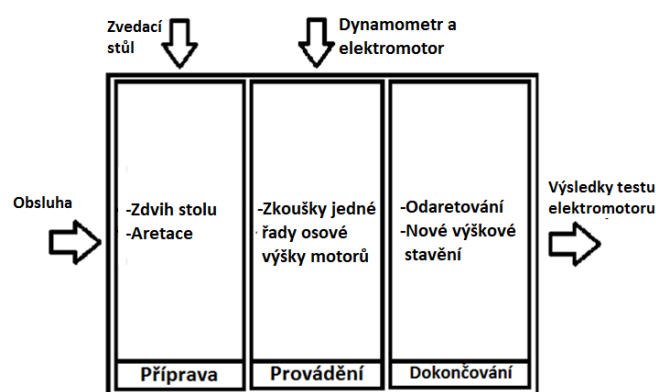 Zvedací
stůl
Dynamometr a
elektromotor
Obsluha
-Zdvih stolu
-Aretace
-Zkoušky jedné
řady osové
výšky motorů
-Odaretování
-Nové výškové
stavění
Výsledky testu
elektromotoru
Příprava
Provádění
Dokončování